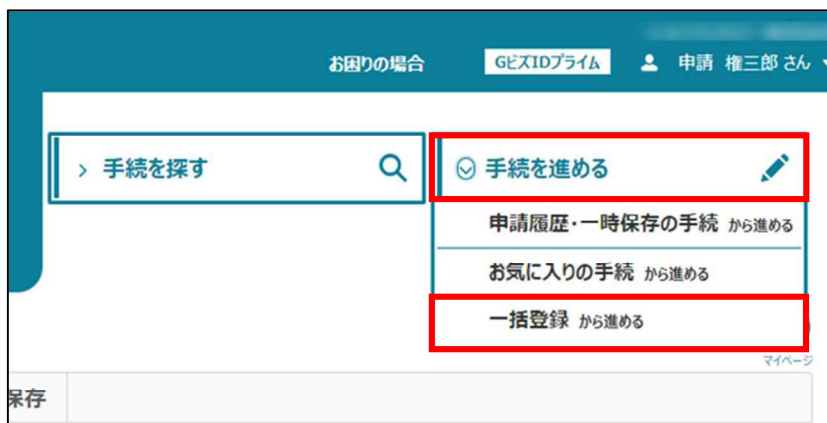 お困りの場合
GビズIDプライム
申請 権三郎 さん
> 手続を探す
手続を進める
申請履歴・一時保存の手続 から進める
お気に入りの手続 から進める
一括登録 から進める
マイページ
保存